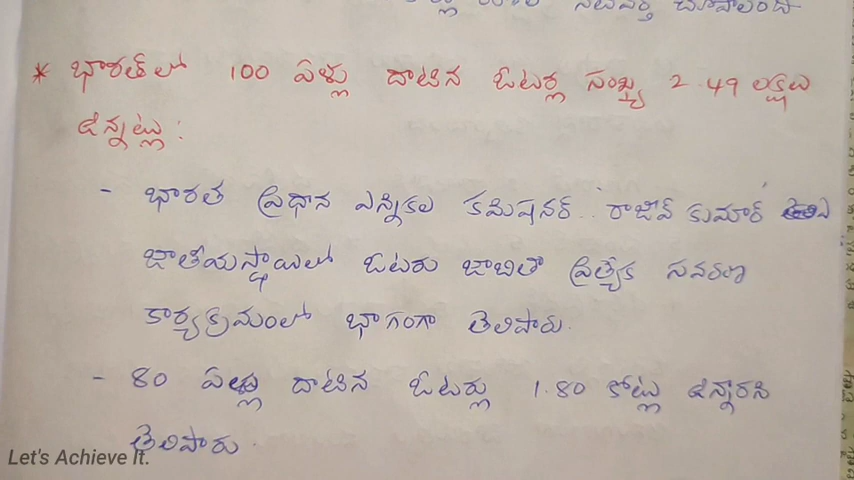 చూపాలంది
* భారత్ లో 100 ఏళ్లు దాటిన ఓటర్ల సంఖ్య 2.49 లక్షలు
ఉన్నట్లు :
- భారత ప్రధాన ఎన్నికల కమిషనర్ .. రాజీవ్ కుమార్
జాతీయస్థాయిలో ఓటరు జాబితా ప్రత్యేక సవరణ
కార్యక్రమంలో భాగంగా తెలిపారు.
- 80 ఏళ్లు దాటిన ఓటర్లు 1.80 కోట్లు ఉన్నారని
తెలిపారు.
Let's Achieve It.